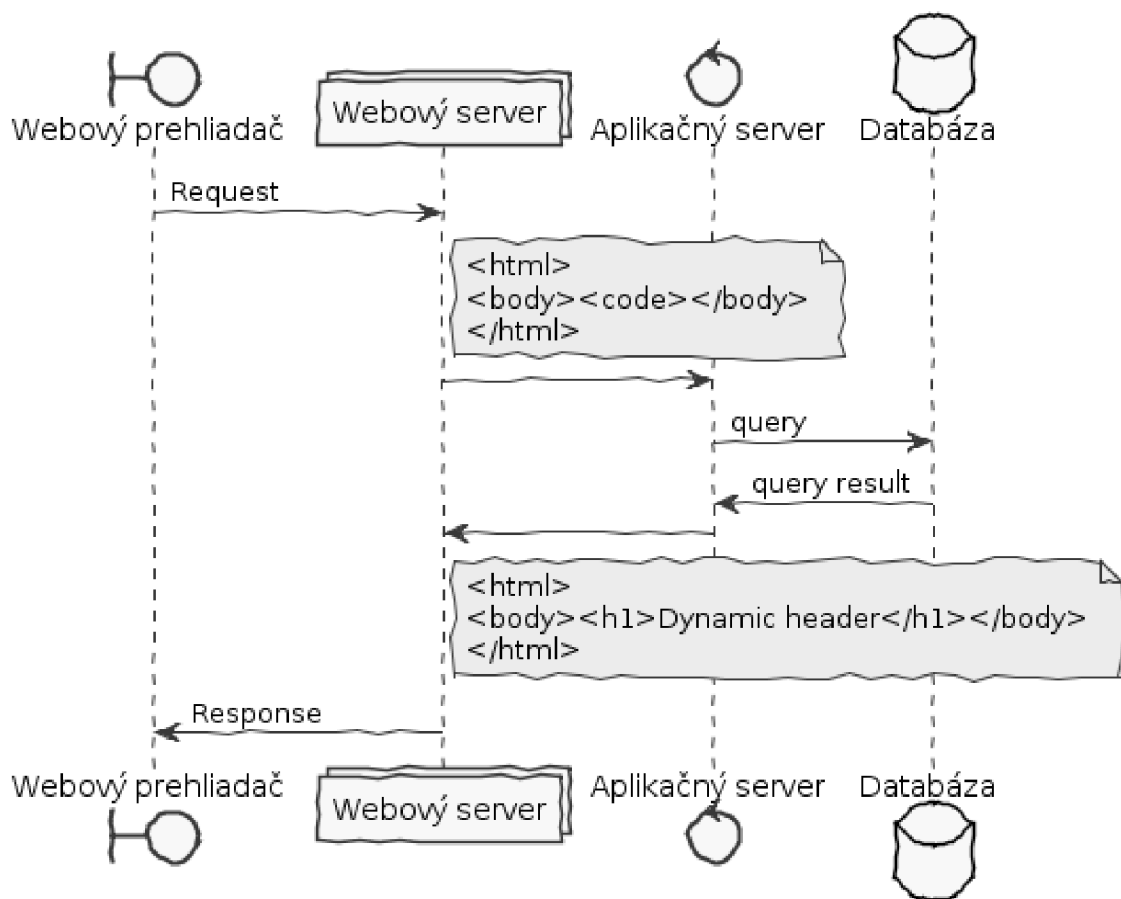 Webový prehliadač
Webový server
Aplikačný server
Databáza
Request
<html>
<body><code></body>
</html>
query
query result
<html>
<body><h1>Dynamic header</h1></body>
</html>
Response
Webový prehliadač
Webový server
Aplikačný server
Databáza